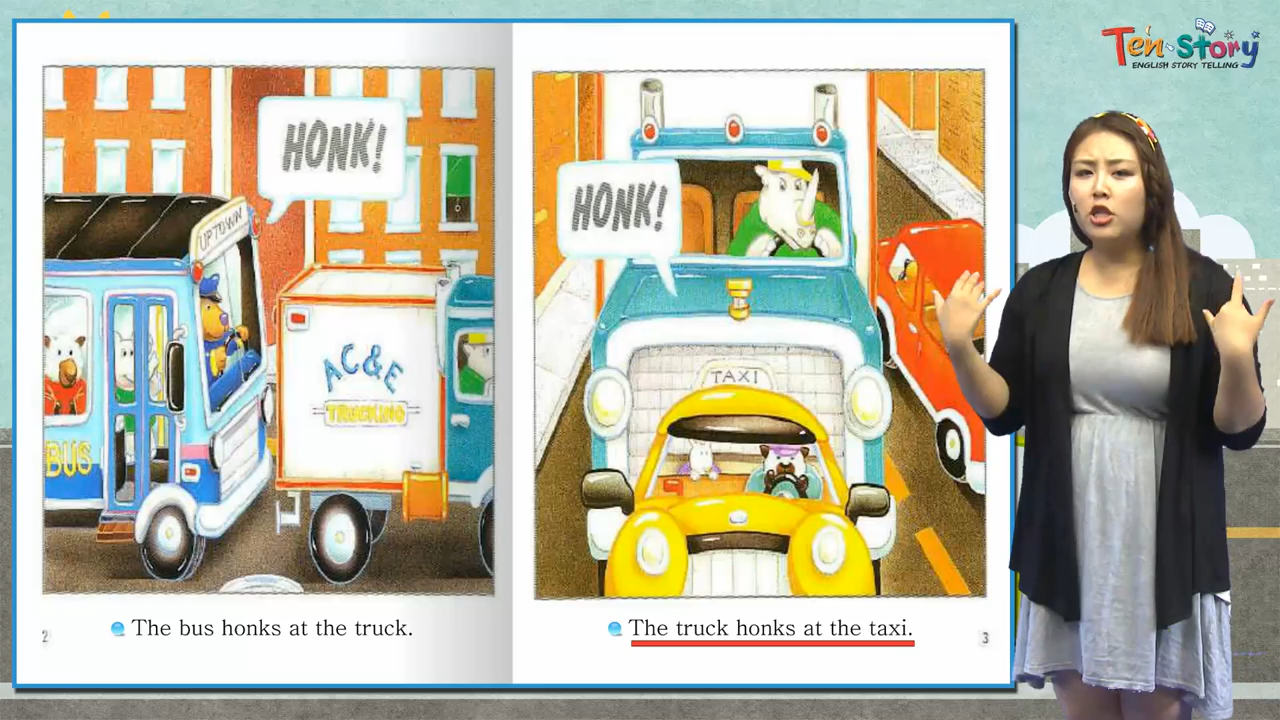 Ten-Story
ENGLISH STORY TELLING
HONK!
UPTOWN
AC&E
TRUCKING
BUS
The bus honks at the truck.
2
HONK!
TAXI
The truck honks at the taxi.
3